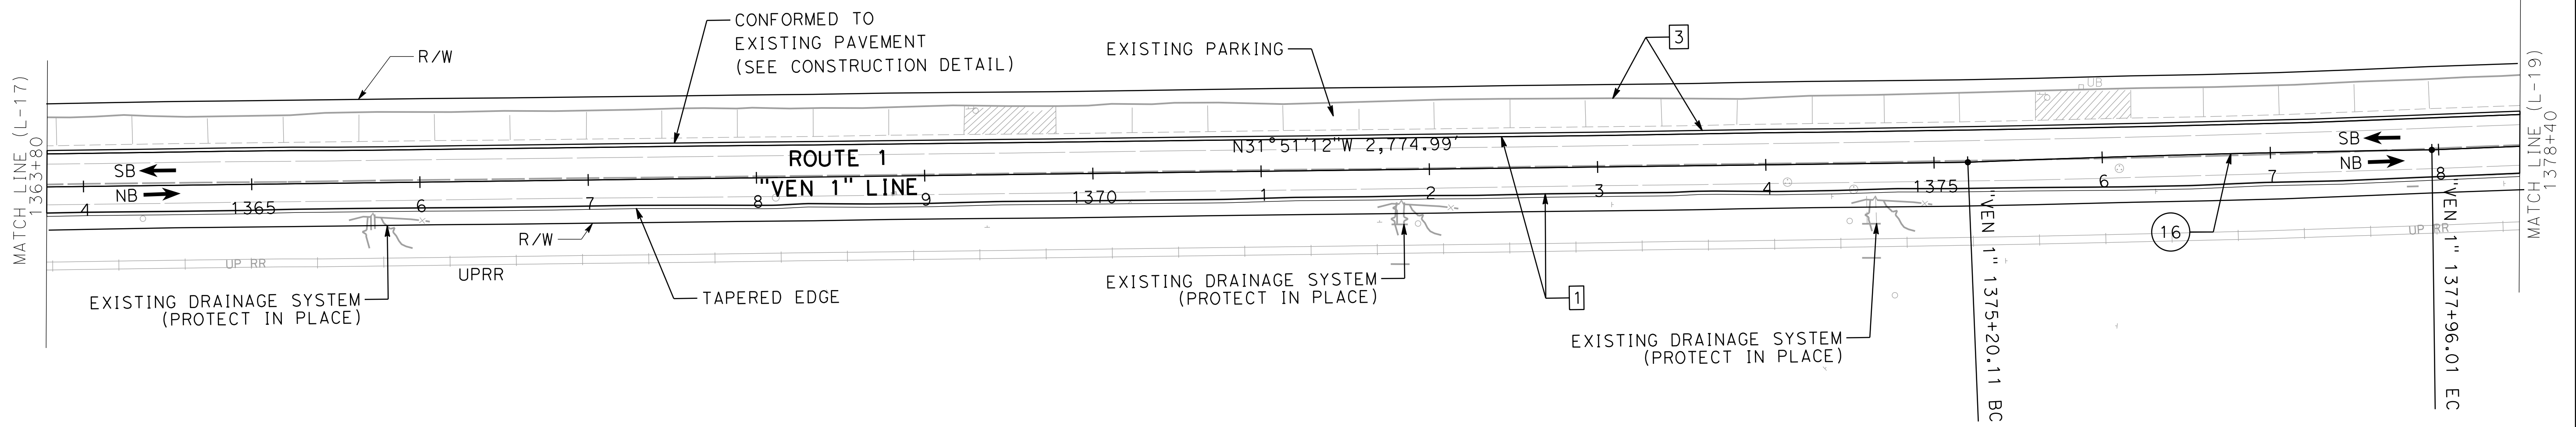 CONFORMED TO
EXISTING PAVEMENT
(SEE CONSTRUCTION DETAIL)
R/W
EXISTING PARKING
3
UB
MATCH LINE (L-17)
1363+80
MATCH LINE (L-19)
1378+40
SB
NB
ROUTE 1
"VEN 1" LINE
N31°51'12"W 2,774.99'
SB
NB
4
1365
6
7
8
9
1370
1
2
3
4
1375
6
7
8
R/W
UP RR
UPRR
UP RR
16
EXISTING DRAINAGE SYSTEM
(PROTECT IN PLACE)
TAPERED EDGE
EXISTING DRAINAGE SYSTEM
(PROTECT IN PLACE)
1
EXISTING DRAINAGE SYSTEM
(PROTECT IN PLACE)
"VEN 1" 1375+20.11 BC
"VEN 1" 1377+96.01 EC